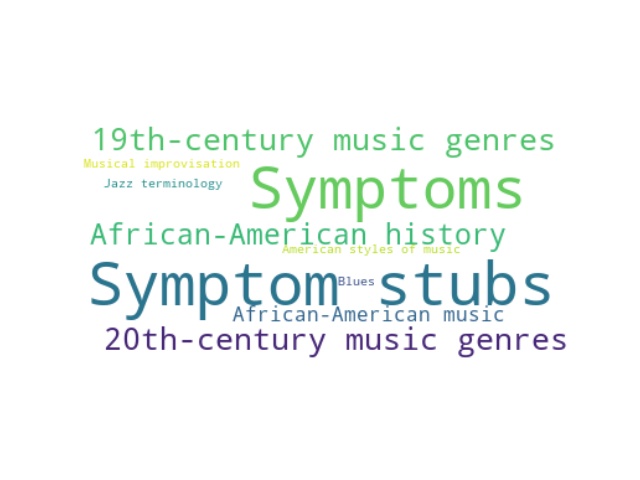 19th-century music genres
Musical improvisation
Jazz terminology
Symptoms
African-American history
American styles of music
Symptom stubs
Blues
African-American music
20th-century music genres